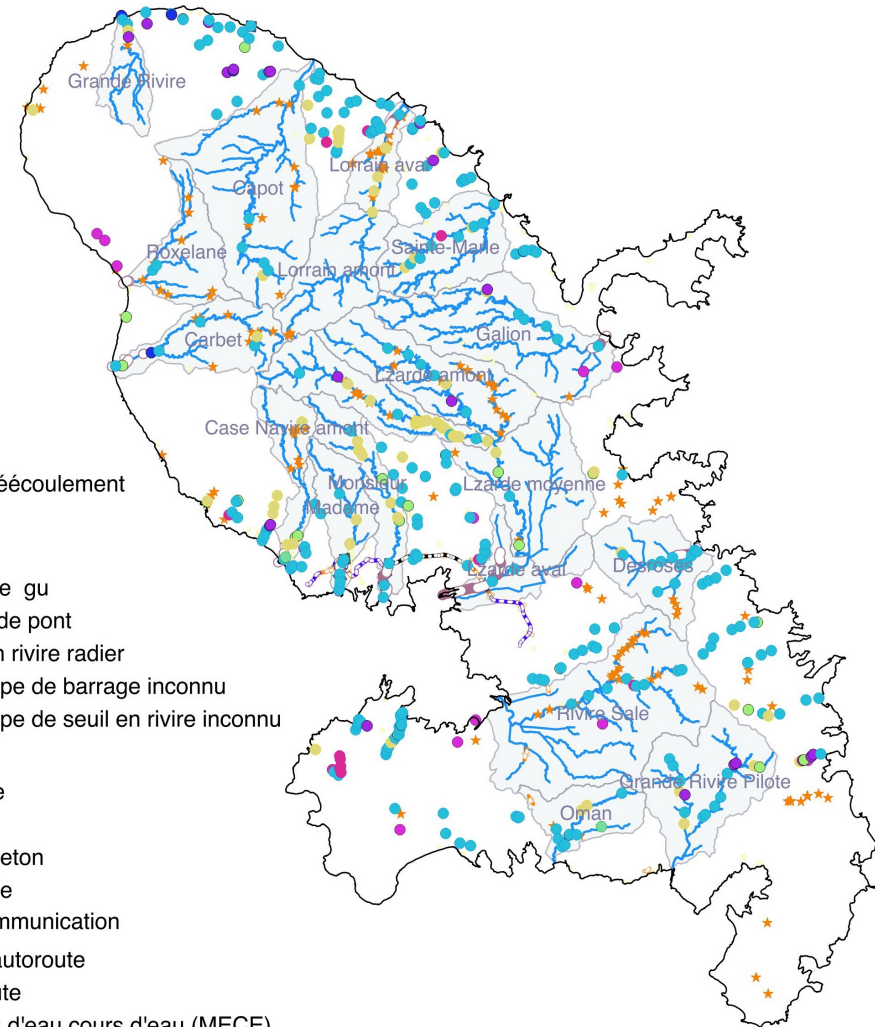 Grande Rivire
Lorrain aval
Capot
Roxelane
Sainte-Marie
Lorrain amont
Carbet
Galion
Lzarde amont
Case Navire amont
éécoulement
Monsieur
Lzarde moyenne
Madame
Lzarde aval
Desroses
e gu
de pont
n rivire radier
pe de barrage inconnu
Rivire Sale
pe de seuil en rivire inconnu
Grande Rivire Pilote
e
Oman
eton
e
mmunication
autoroute
ute
d'eau cours d'eau (MECE)